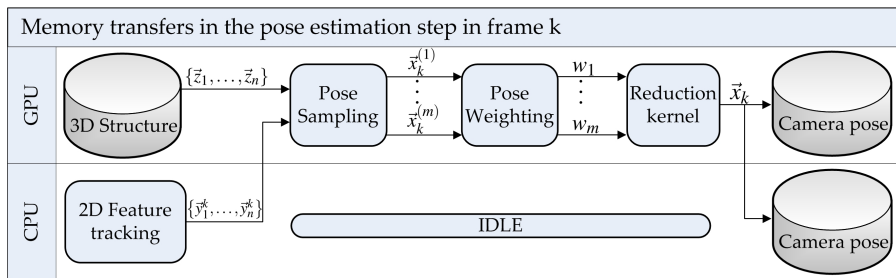 Memory transfers in the pose estimation step in frame k
GPU
3D Structure
{z⃗₁,...,z⃗ₙ}
Pose
Sampling
x⃗ₖ⁽¹⁾
⋮
x⃗ₖ⁽ᵐ⁾
Pose
Weighting
w₁
⋮
wₘ
Reduction
kernel
x⃗ₖ
Camera pose
CPU
2D Feature
tracking
{y⃗₁ᵏ,...,y⃗ₙᵏ}
IDLE
Camera pose